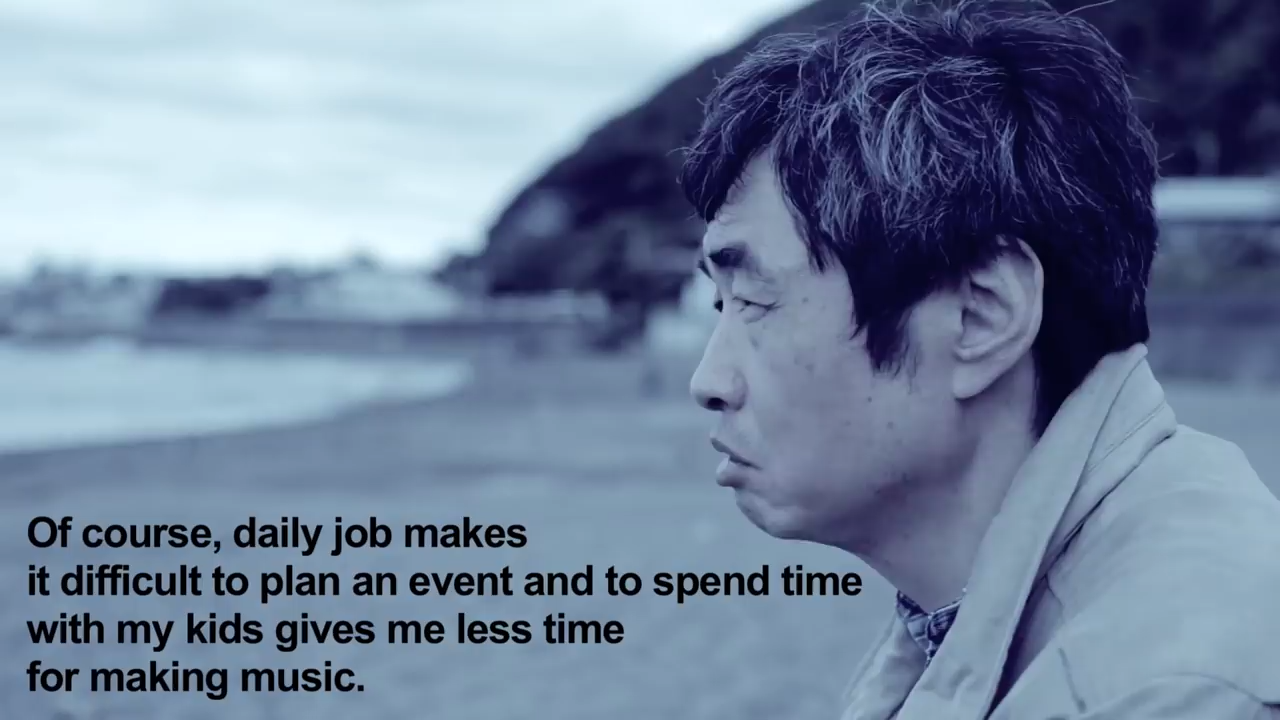 Of course, daily job makes
it difficult to plan an event and to spend time
with my kids gives me less time
for making music.